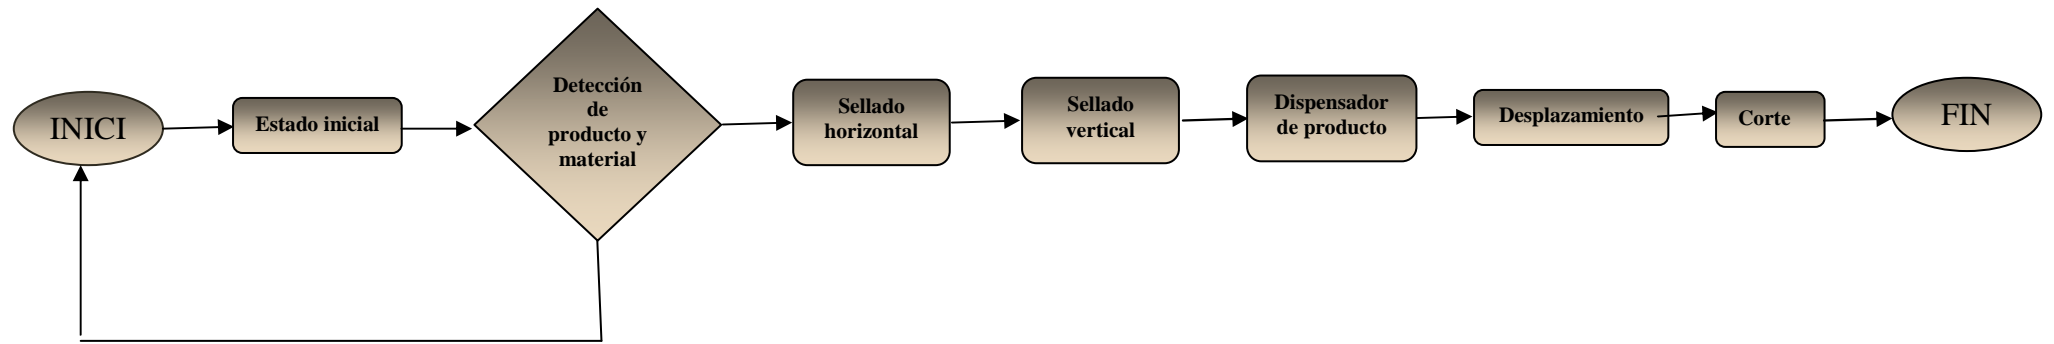 INICI
Estado inicial
Detección
de
producto y
material
Sellado
horizontal
Sellado
vertical
Dispensador
de producto
Desplazamiento
Corte
FIN